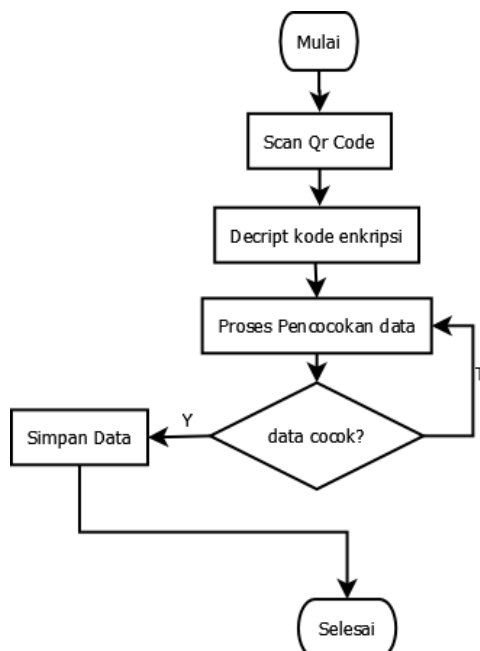 Mulai
Scan Qr Code
Decript kode enkripsi
Proses Pencocokan data
T
data cocok?
Y
Simpan Data
Selesai